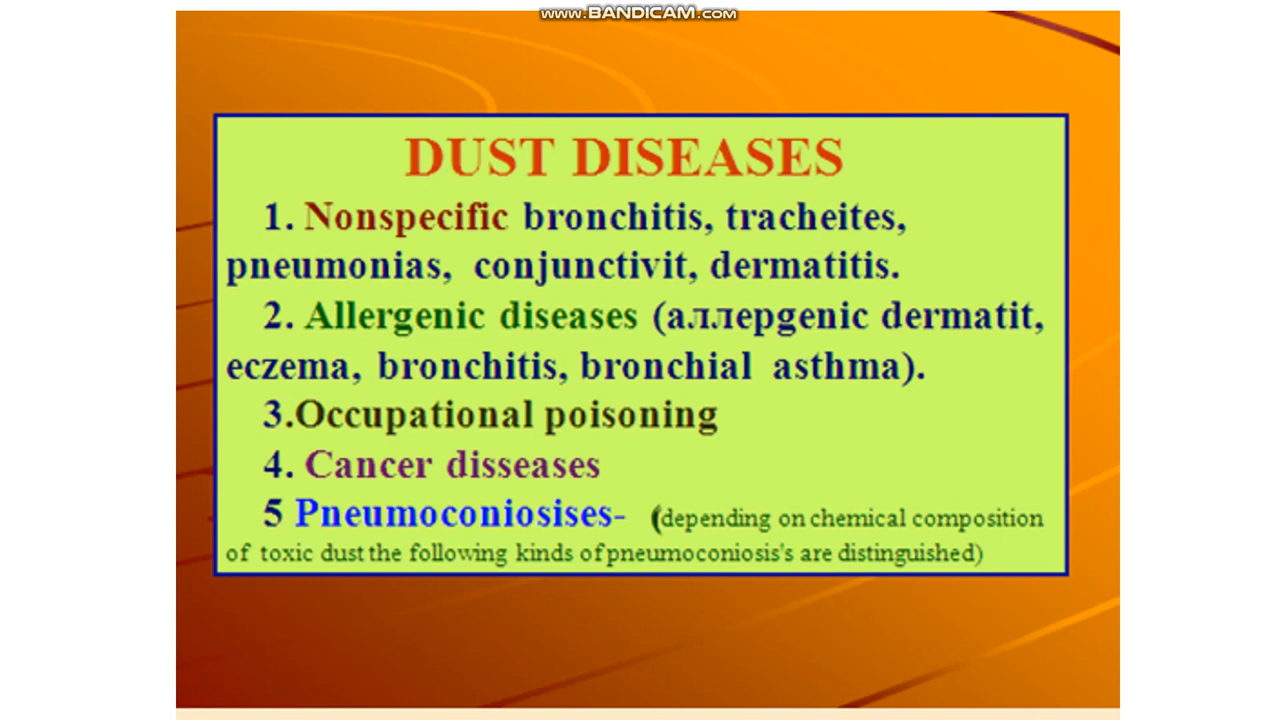 www.BANDICAM.com
DUST DISEASES
1. Nonspecific bronchitis, tracheites,
pneumonias, conjunctivit, dermatitis.
2. Allergenic diseases (аллергenic dermatit,
eczema, bronchitis, bronchial asthma).
3.Occupational poisoning
4. Cancer disseases
5 Pneumoconiosises- (depending on chemical composition
of toxic dust the following kinds of pneumoconiosis's are distinguished)